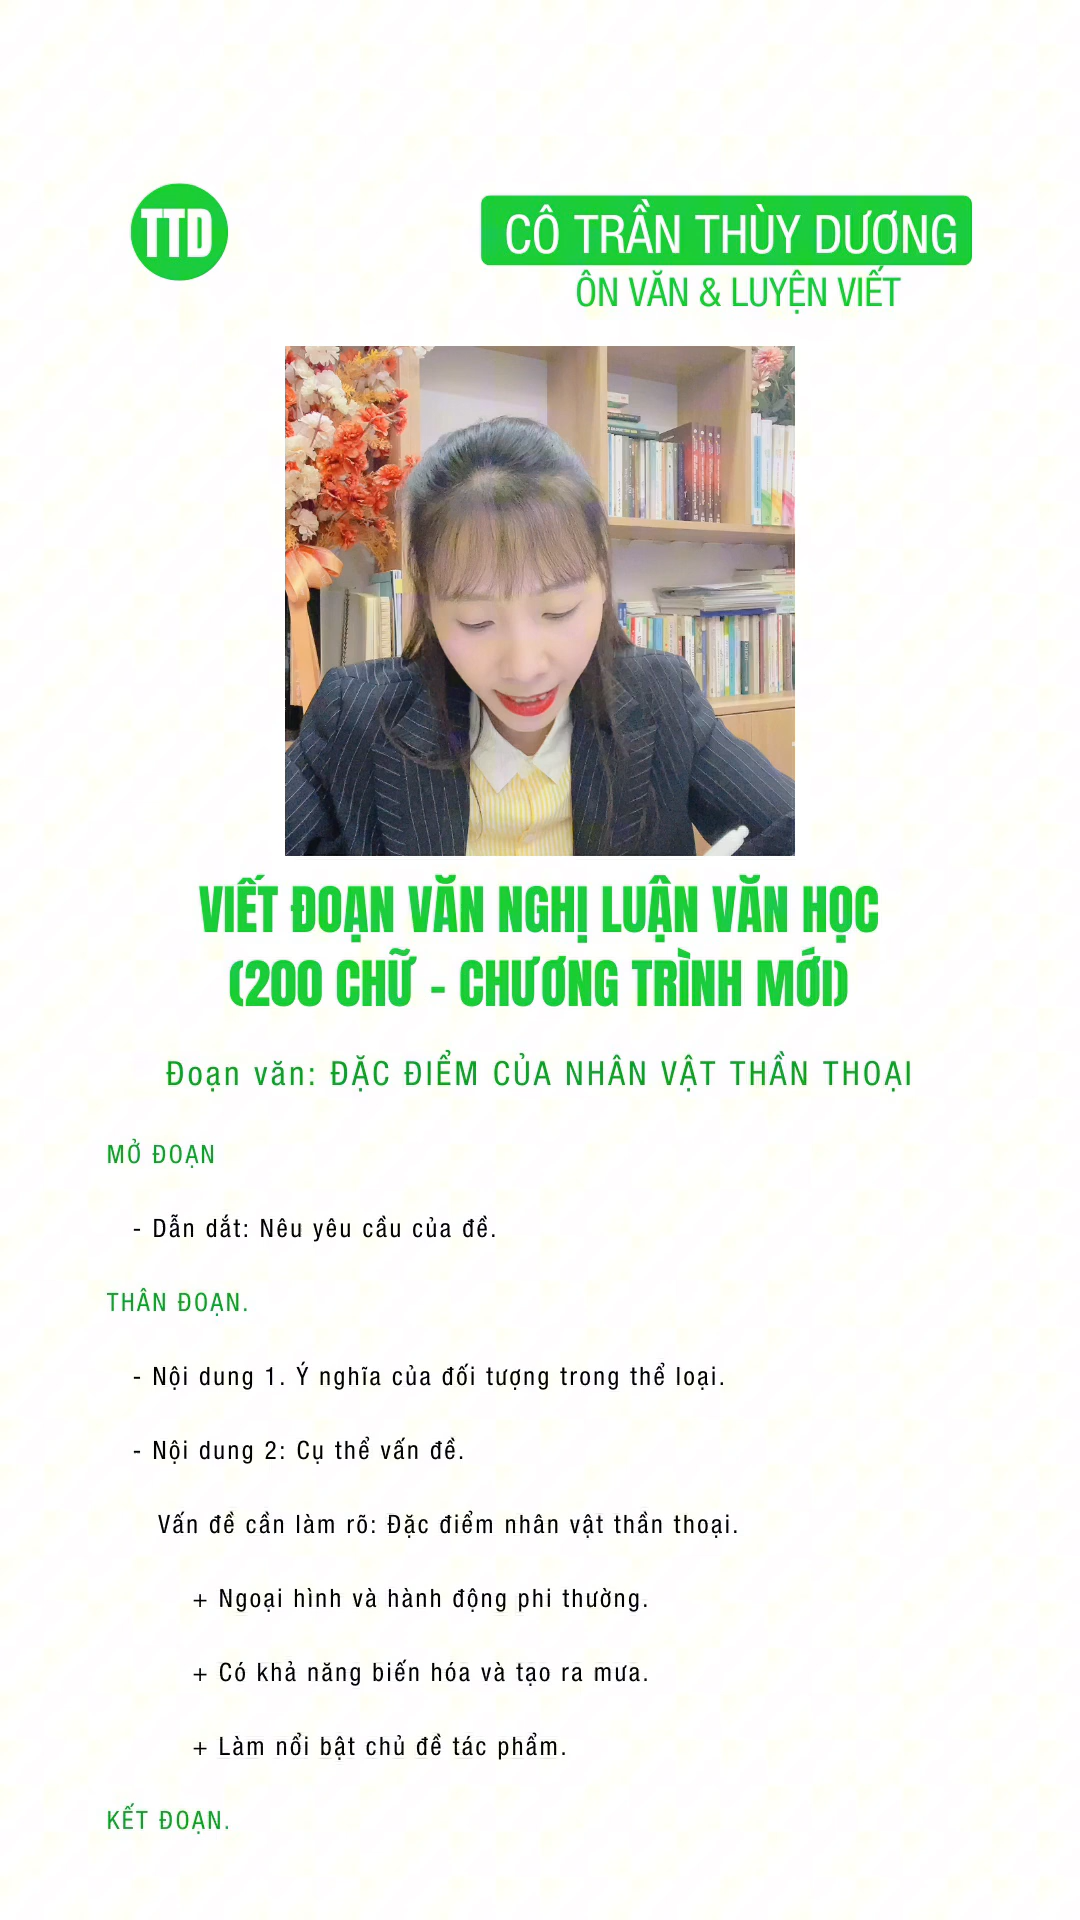 TTD
CÔ TRẦN THÙY DƯƠNG
ÔN VĂN & LUYỆN VIẾT
VIẾT ĐOẠN VĂN NGHỊ LUẬN VĂN HỌC
(200 CHỮ - CHƯƠNG TRÌNH MỚI)
Đoạn văn: ĐẶC ĐIỂM CỦA NHÂN VẬT THẦN THOẠI
MỞ ĐOẠN
- Dẫn dắt: Nêu yêu cầu của đề.
THÂN ĐOẠN.
- Nội dung 1. Ý nghĩa của đối tượng trong thể loại.
- Nội dung 2: Cụ thể vấn đề.
Vấn đề cần làm rõ: Đặc điểm nhân vật thần thoại.
+ Ngoại hình và hành động phi thường.
+ Có khả năng biến hóa và tạo ra mưa.
+ Làm nổi bật chủ đề tác phẩm.
KẾT ĐOẠN.